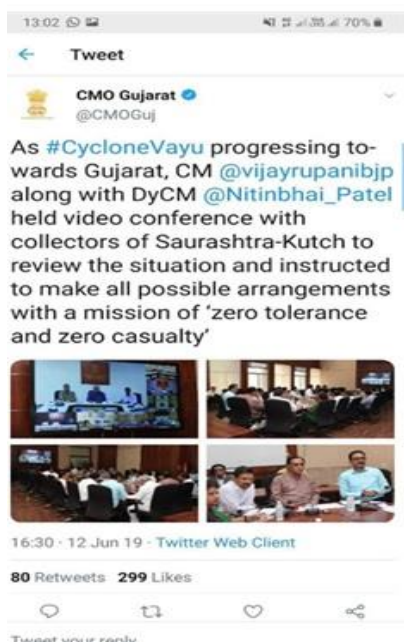 13:02
70%
Tweet
CMO Gujarat
@CMOGuj
As #CycloneVayu progressing to-
wards Gujarat, CM @vijayrupanibjp
along with DyCM @Nitinbhai_Patel
held video conference with
collectors of Saurashtra-Kutch to
review the situation and instructed
to make all possible arrangements
with a mission of ‘zero tolerance
and zero casualty’
16:30 · 12 Jun 19 · Twitter Web Client
80 Retweets 299 Likes
Tweet your reply